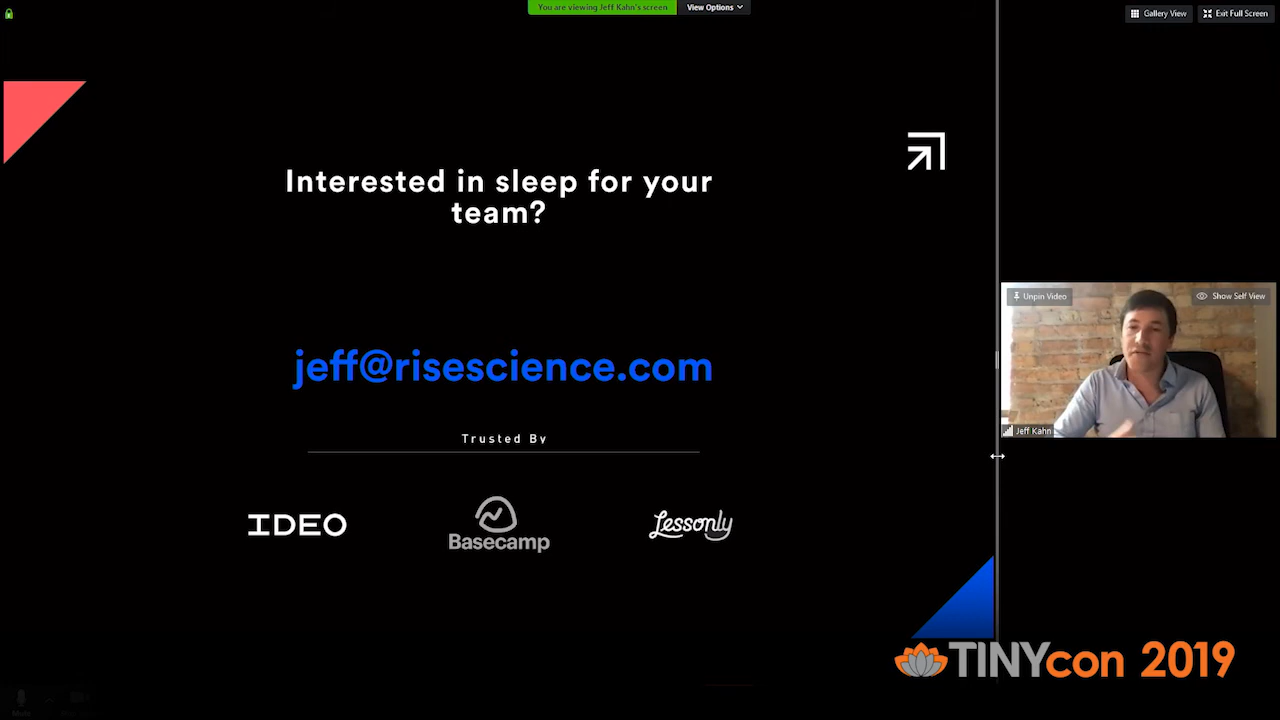 You are viewing Jeff Kahn's screen
View Options
Gallery View
Exit Full Screen
Interested in sleep for your
team?
Unpin Video
Show Self View
jeff@risescience.com
Jeff Kahn
Trusted By
IDEO
Basecamp
Lessonly
TINYcon 2019